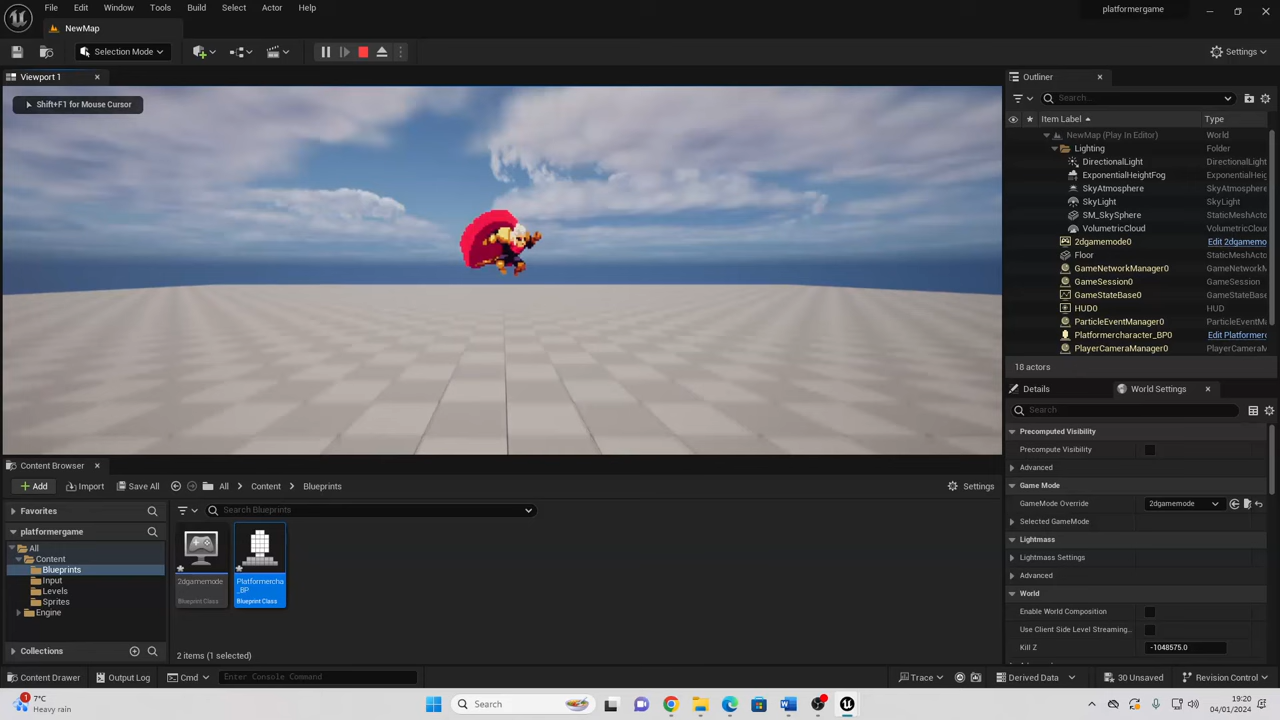 File Edit Window Tools Build Select Actor Help
platformergame
NewMap
Selection Mode
Settings
Viewport 1
Shift+F1 for Mouse Cursor
Outliner
Search...
Item Label Type
NewMap (Play In Editor) World
Lighting Folder
DirectionalLight DirectionalLight
ExponentialHeightFog ExponentialHeig
SkyAtmosphere SkyAtmosphere
SkyLight SkyLight
SM_SkySphere StaticMeshActo
VolumetricCloud VolumetricCloud
2dgamemode0 Edit 2dgamemo
Floor StaticMeshActo
GameNetworkManager0 GameNetworkM
GameSession0 GameSession
GameStateBase0 GameStateBase
HUD0 HUD
ParticleEventManager0 ParticleEventMa
Platformercharacter_BP0 Edit Platformerc
PlayerCameraManager0 PlayerCameraM
18 actors
Details World Settings
Search
Precomputed Visibility
Precompute Visibility
Advanced
Game Mode
GameMode Override 2dgamemode
Selected GameMode
Lightmass
Lightmass Settings
Advanced
World
Enable World Composition
Use Client Side Level Streaming...
Kill Z -1048575.0
Content Browser
Add Import Save All All Content Blueprints Settings
Favorites
Search Blueprints
platformergame
All
Content
Blueprints
Input
Levels
Sprites
Engine
Collections
2dgamemode
Blueprint Class
Platformercha
_BP
Blueprint Class
2 items (1 selected)
Content Drawer Output Log Cmd Enter Console Command Trace Derived Data 30 Unsaved Revision Control
1
7°C
Heavy rain
Search
19:20
04/01/2024